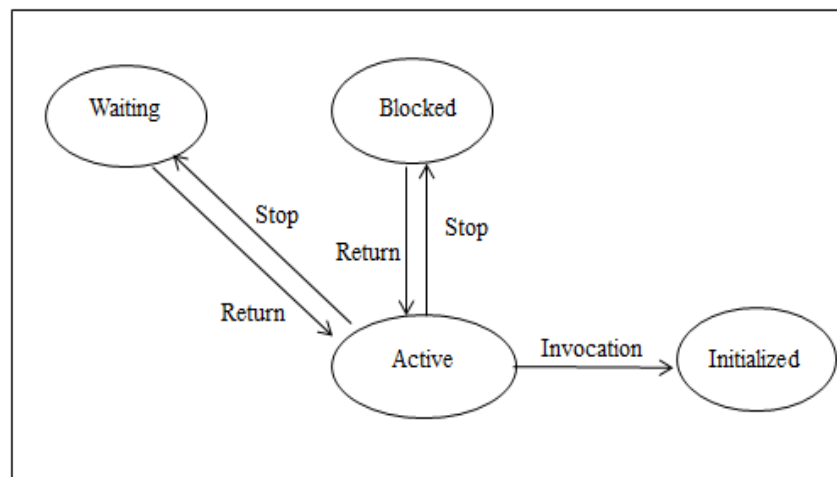 Waiting
Blocked
Stop
Stop
Return
Return
Invocation
Active
Initialized